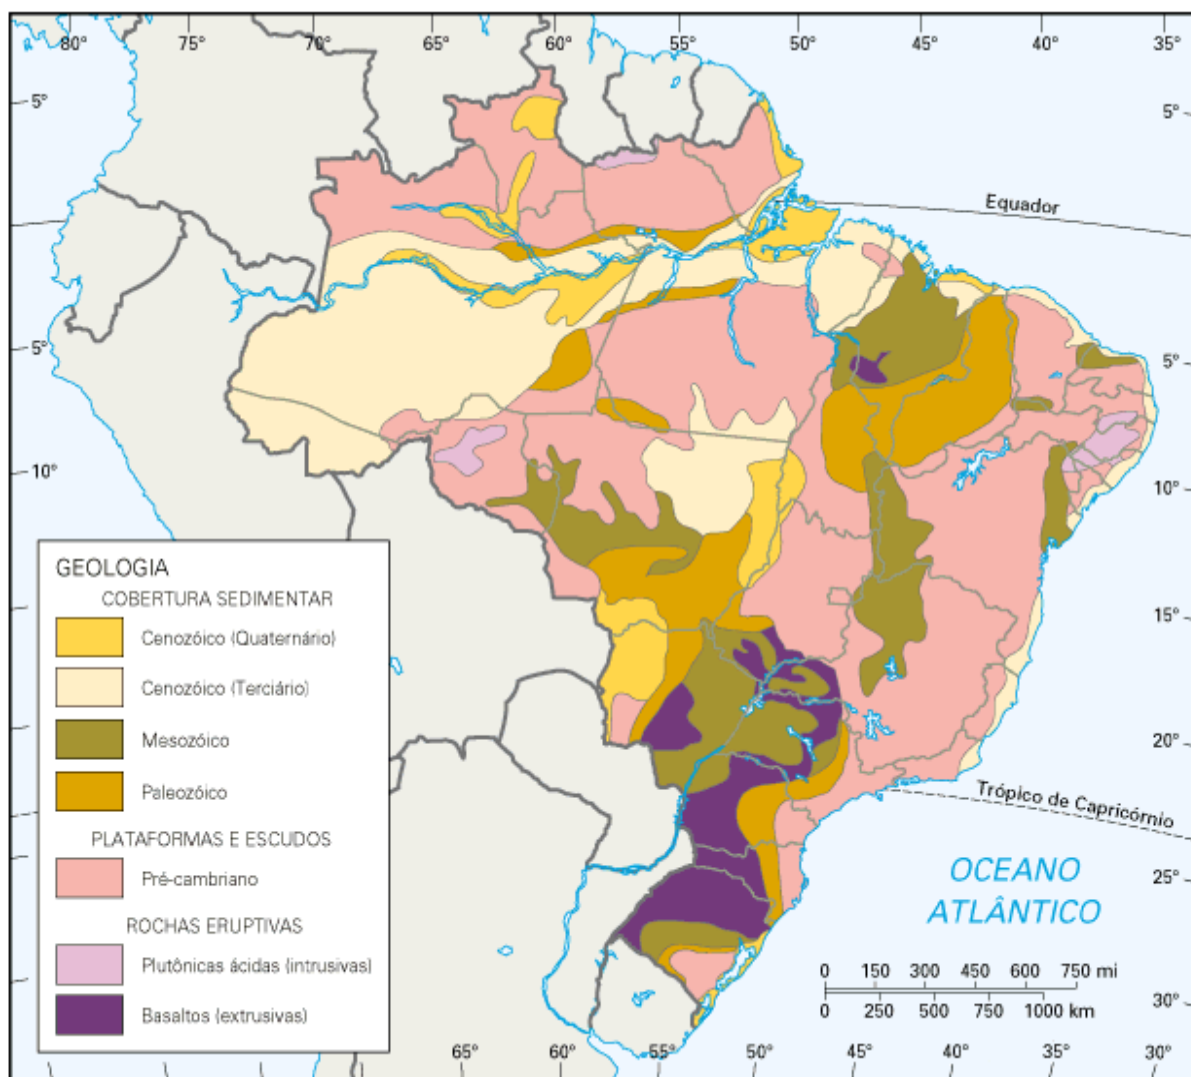 80° 75° 70° 65° 60° 55° 50° 45° 40° 35°
5° 5°
Equador
5° 5°
10° 10°
GEOLOGIA
COBERTURA SEDIMENTAR
Cenozóico (Quaternário)
Cenozóico (Terciário)
Mesozóico
Paleozóico
PLATAFORMAS E ESCUDOS
Pré-cambriano
ROCHAS ERUPTIVAS
Plutônicas ácidas (intrusivas)
Basaltos (extrusivas)
15°
20°
Trópico de Capricórnio
25°
OCEANO
ATLÂNTICO
0 150 300 450 600 750 mi
0 250 500 750 1000 km
30°
65° 60° 55° 50° 45° 40° 35° 30°